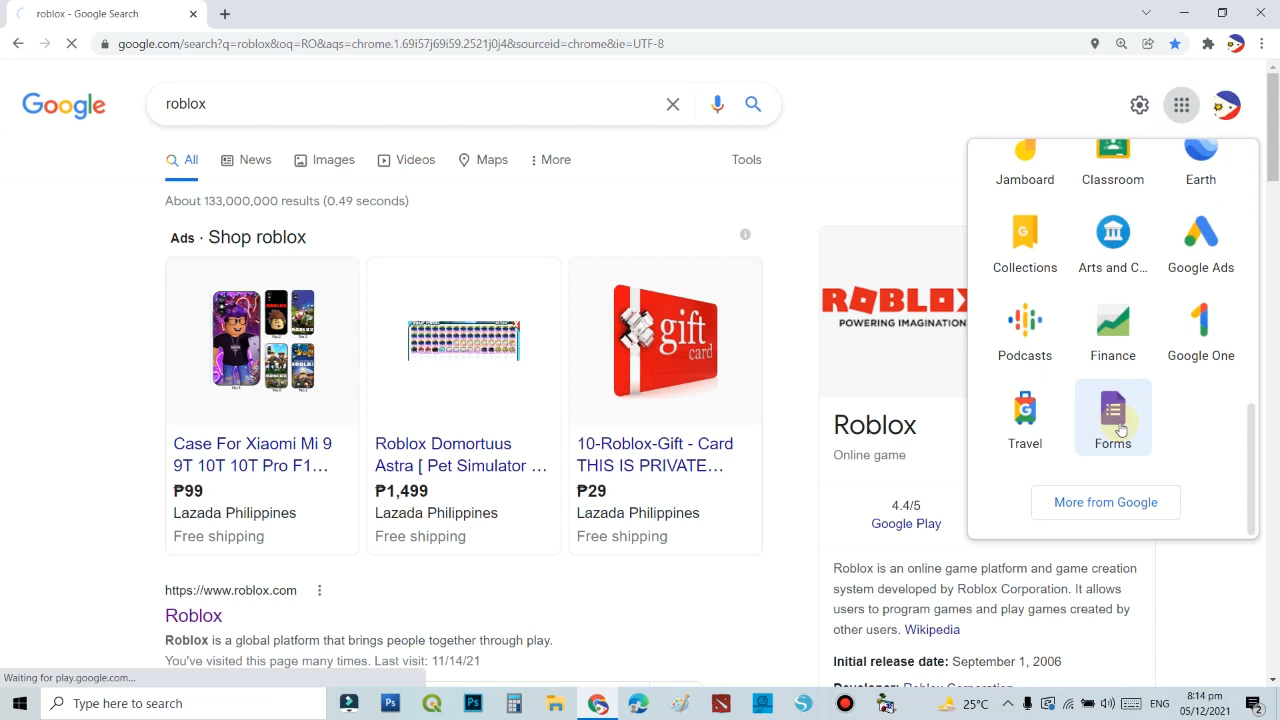 roblox - Google Search
google.com/search?q=roblox&oq=RO&aqs=chrome.1.69i57j69i59.2521j0j4&sourceid=chrome&ie=UTF-8
Google
roblox
All
News
Images
Videos
Maps
More
Tools
About 133,000,000 results (0.49 seconds)
Ads · Shop roblox
gift
card
Case For Xiaomi Mi 9
9T 10T 10T Pro F1...
₱99
Lazada Philippines
Free shipping
Roblox Domortuus
Astra [ Pet Simulator ...
₱1,499
Lazada Philippines
Free shipping
10-Roblox-Gift - Card
THIS IS PRIVATE...
₱29
Lazada Philippines
Free shipping
https://www.roblox.com
Roblox
Roblox is a global platform that brings people together through play.
You've visited this page many times. Last visit: 11/14/21
ROBLOX
POWERING IMAGINATION
Roblox
Online game
4.4/5
Google Play
Roblox is an online game platform and game creation
system developed by Roblox Corporation. It allows
users to program games and play games created by
other users. Wikipedia
Initial release date: September 1, 2006
Developer: Roblox Corporation
Jamboard
Classroom
Earth
Collections
Arts and C...
Google Ads
Podcasts
Finance
Google One
Travel
Forms
More from Google
Waiting for play.google.com...
Type here to search
25°C
ENG
8:14 pm
05/12/2021
2